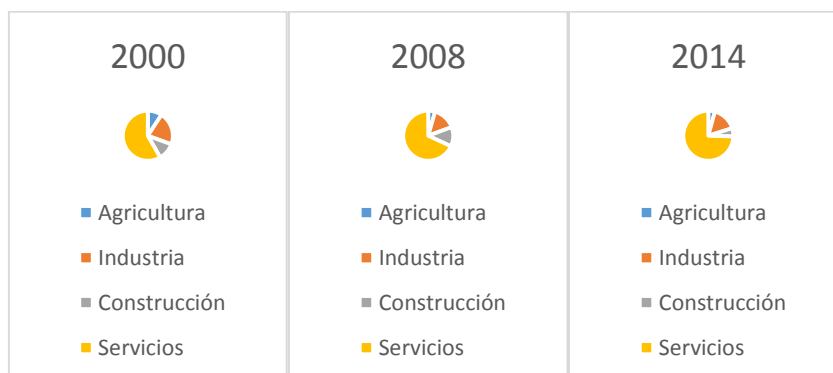 2000
Agricultura
Industria
Construcción
Servicios
2008
Agricultura
Industria
Construcción
Servicios
2014
Agricultura
Industria
Construcción
Servicios